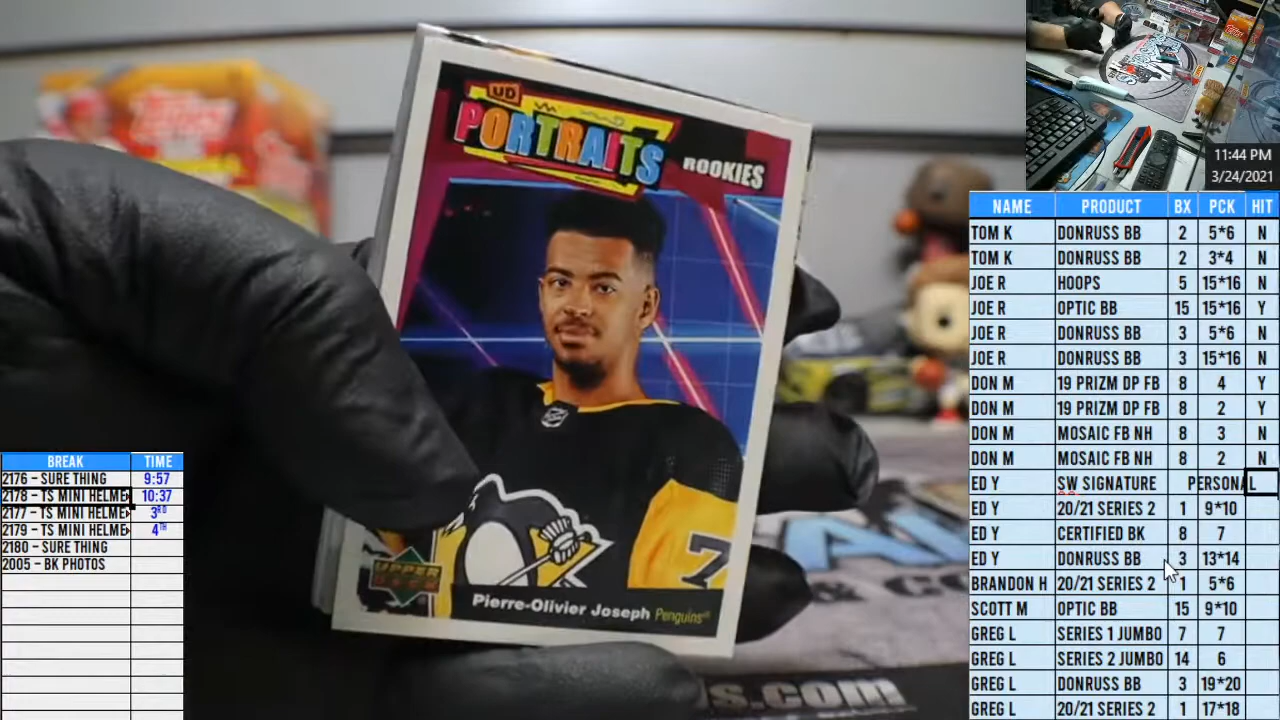 UD
PORTRAITS
ROOKIES
UPPER DECK
Pierre-Olivier Joseph Penguins
7
Topps
s.com
11:44 PM
3/24/2021
NAME PRODUCT BX PCK HIT
TOM K DONRUSS BB 2 5*6 N
TOM K DONRUSS BB 2 3*4 N
JOE R HOOPS 5 15*16 N
JOE R OPTIC BB 15 15*16 Y
JOE R DONRUSS BB 3 5*6 N
JOE R DONRUSS BB 3 15*16 N
DON M 19 PRIZM DP FB 8 4 Y
DON M 19 PRIZM DP FB 8 2 Y
DON M MOSAIC FB NH 8 3 N
DON M MOSAIC FB NH 8 2 N
ED Y SW SIGNATURE PERSONAL
ED Y 20/21 SERIES 2 1 9*10
ED Y CERTIFIED BK 8 7
ED Y DONRUSS BB 3 13*14
BRANDON H 20/21 SERIES 2 1 5*6
SCOTT M OPTIC BB 15 9*10
GREG L SERIES 1 JUMBO 7 7
GREG L SERIES 2 JUMBO 14 6
GREG L DONRUSS BB 3 19*20
GREG L 20/21 SERIES 2 1 17*18
BREAK TIME
2176 – SURE THING 9:57
2178 – TS MINI HELME 10:37
2177 – TS MINI HELME 3RD
2179 – TS MINI HELME 4TH
2180 – SURE THING
2005 – BK PHOTOS